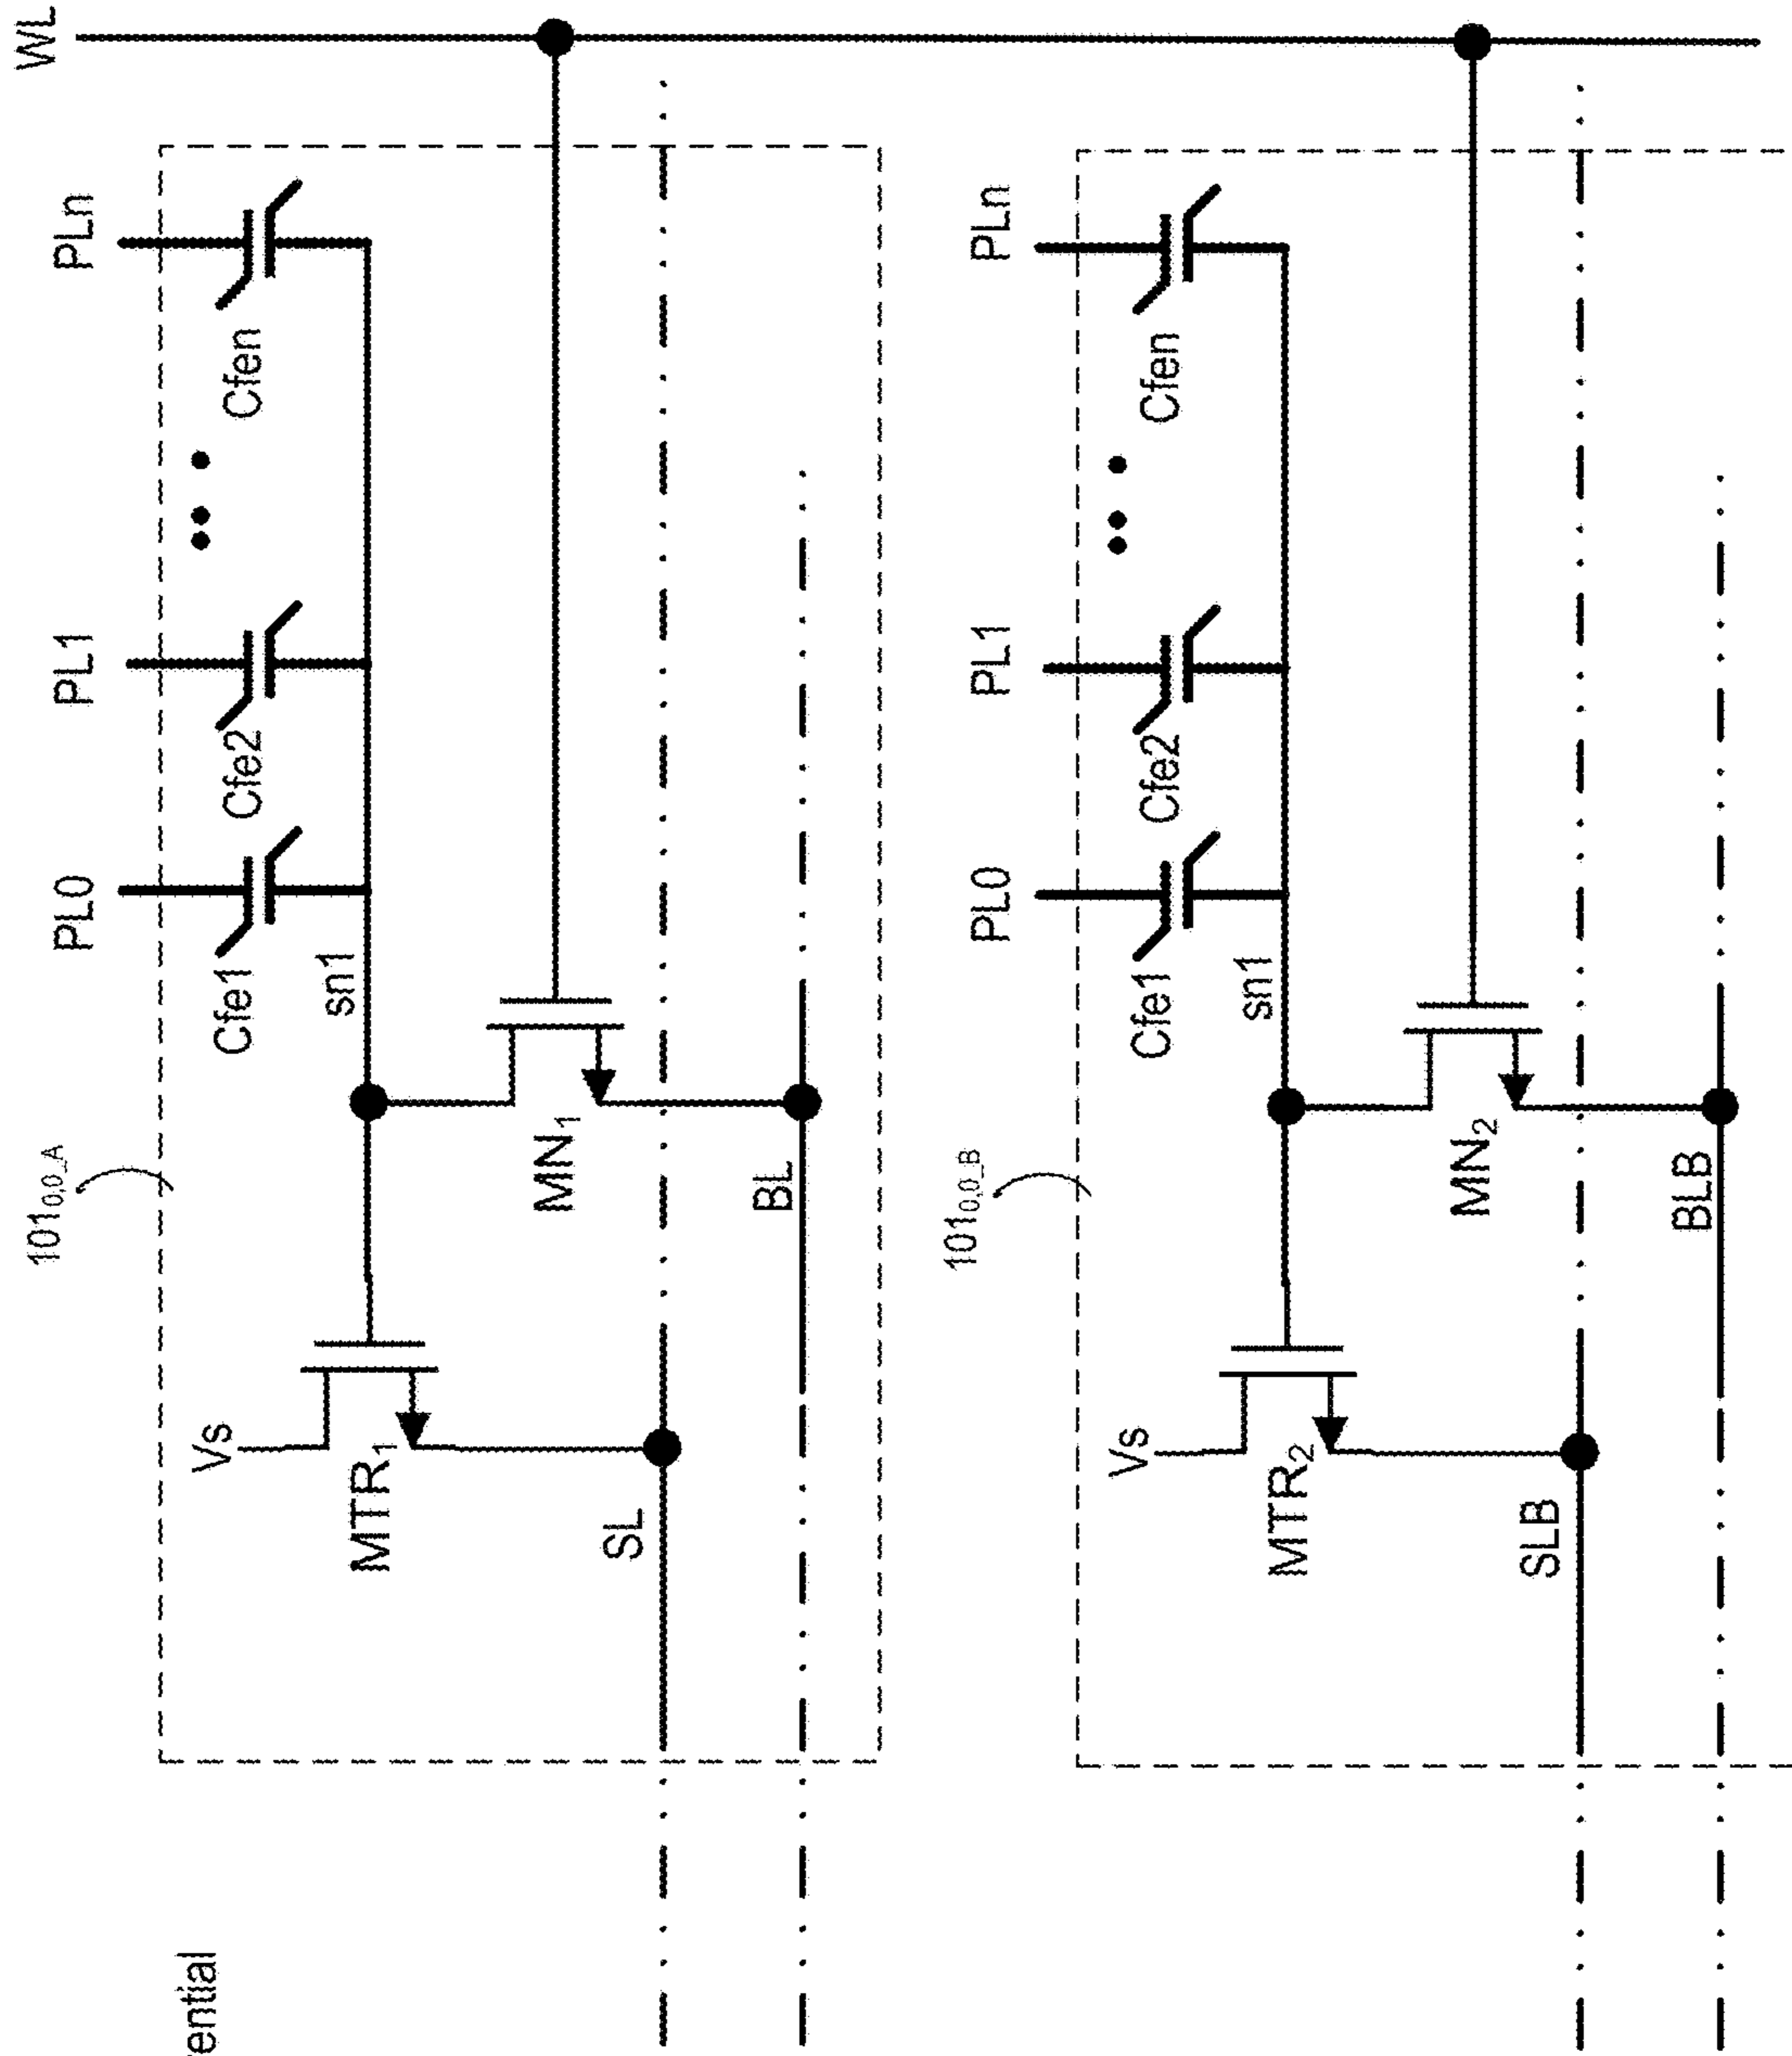 WL
PLn
PL1
PL0
Cfen
Cfe2
Cfe1
sn1
101₀,₀_A
MN₁
BL
Vs
MTR₁
SL
PLn
PL1
PL0
Cfen
Cfe2
Cfe1
sn1
101₀,₀_B
MN₂
BLB
Vs
MTR₂
SLB
ential